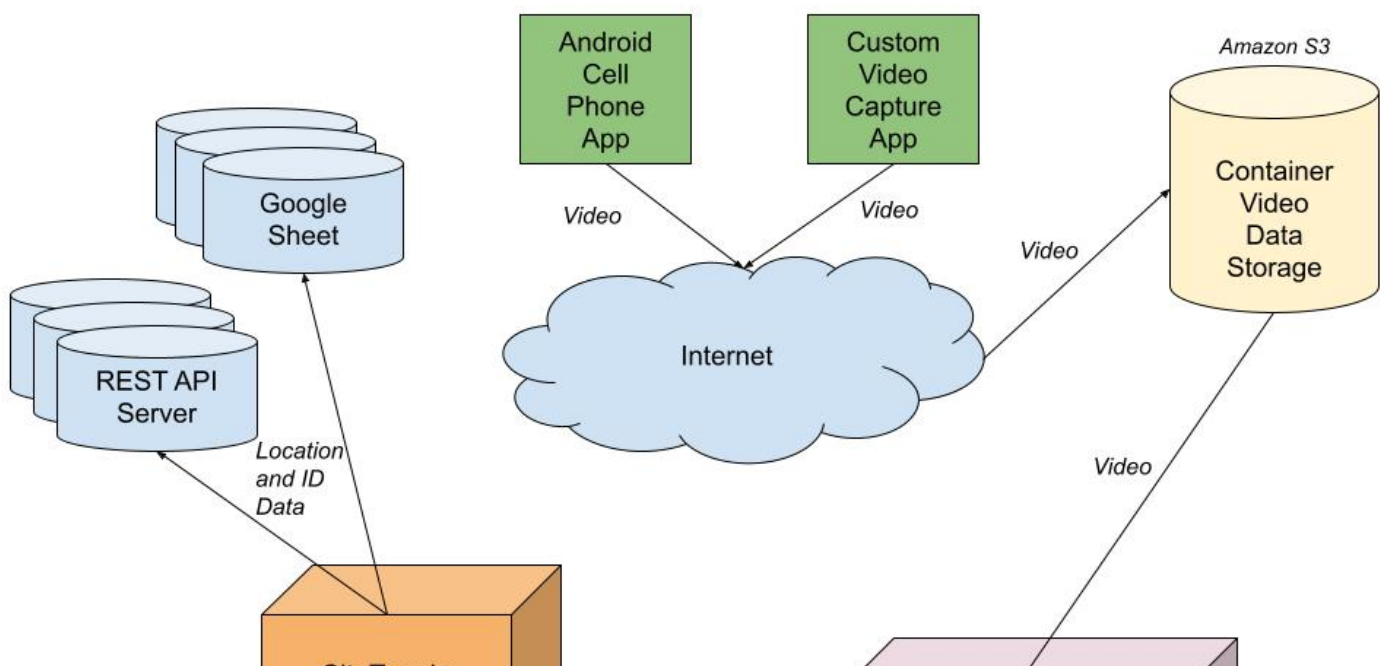 Android
Cell
Phone
App
Custom
Video
Capture
App
Amazon S3
Container
Video
Data
Storage
Google
Sheet
Video
Video
Video
Internet
REST API
Server
Location
and ID
Data
Video